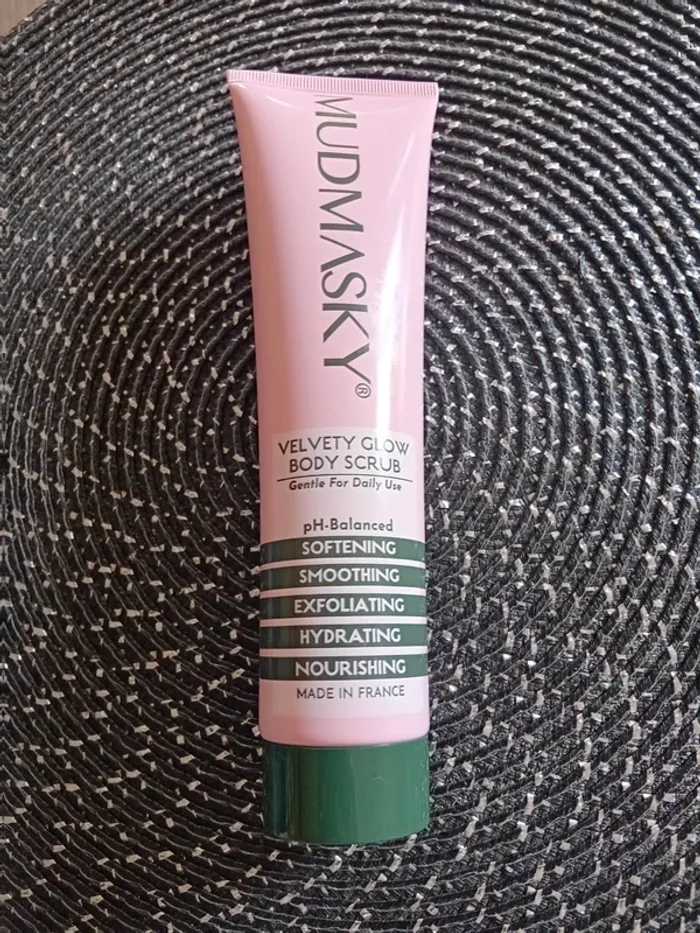 MUDMASKY®
VELVETY GLOW
BODY SCRUB
Gentle For Daily Use
pH-Balanced
SOFTENING
SMOOTHING
EXFOLIATING
HYDRATING
NOURISHING
MADE IN FRANCE